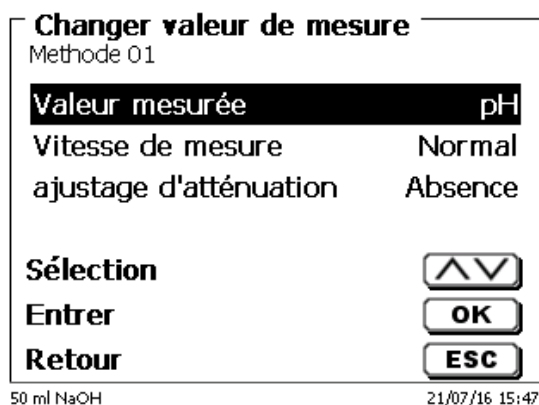 Changer valeur de mesure
Methode 01
Valeur mesurée pH
Vitesse de mesure Normal
ajustage d'atténuation Absence
Sélection
Entrer OK
Retour ESC
50 ml NaOH 21/07/16 15:47